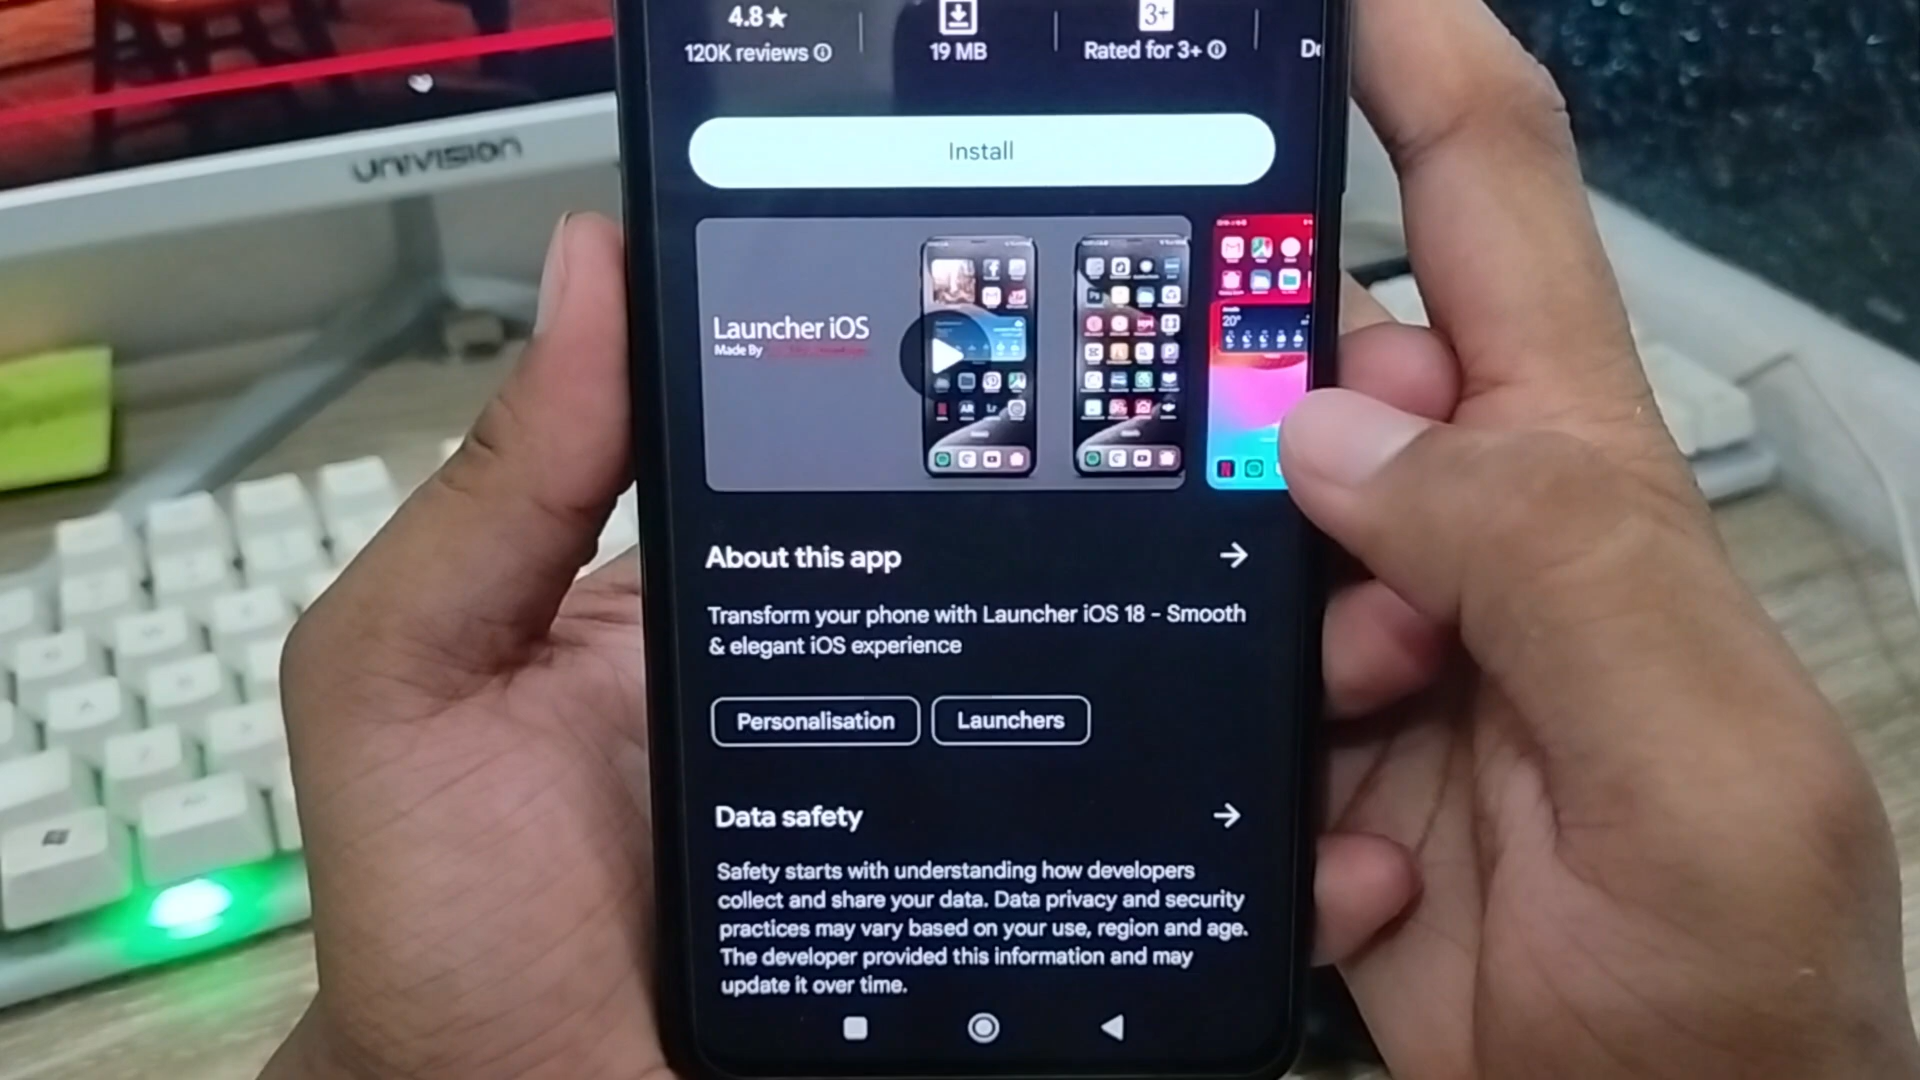 4.8★
3+
120K reviews
19 MB
Rated for 3+
UNIVISION
Install
Launcher iOS
Made By
20°
About this app
Transform your phone with Launcher iOS 18 - Smooth
& elegant iOS experience
Personalisation
Launchers
Data safety
Safety starts with understanding how developers
collect and share your data. Data privacy and security
practices may vary based on your use, region and age.
The developer provided this information and may
update it over time.